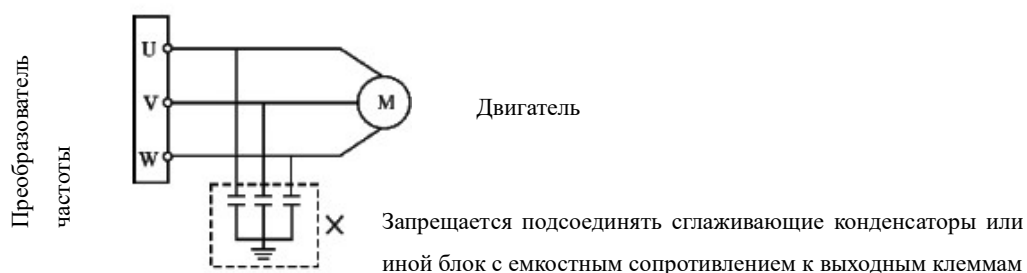 Преобразователь
частоты
U
V
W
M
Двигатель
Запрещается подсоединять сглаживающие конденсаторы или
иной блок с емкостным сопротивлением к выходным клеммам